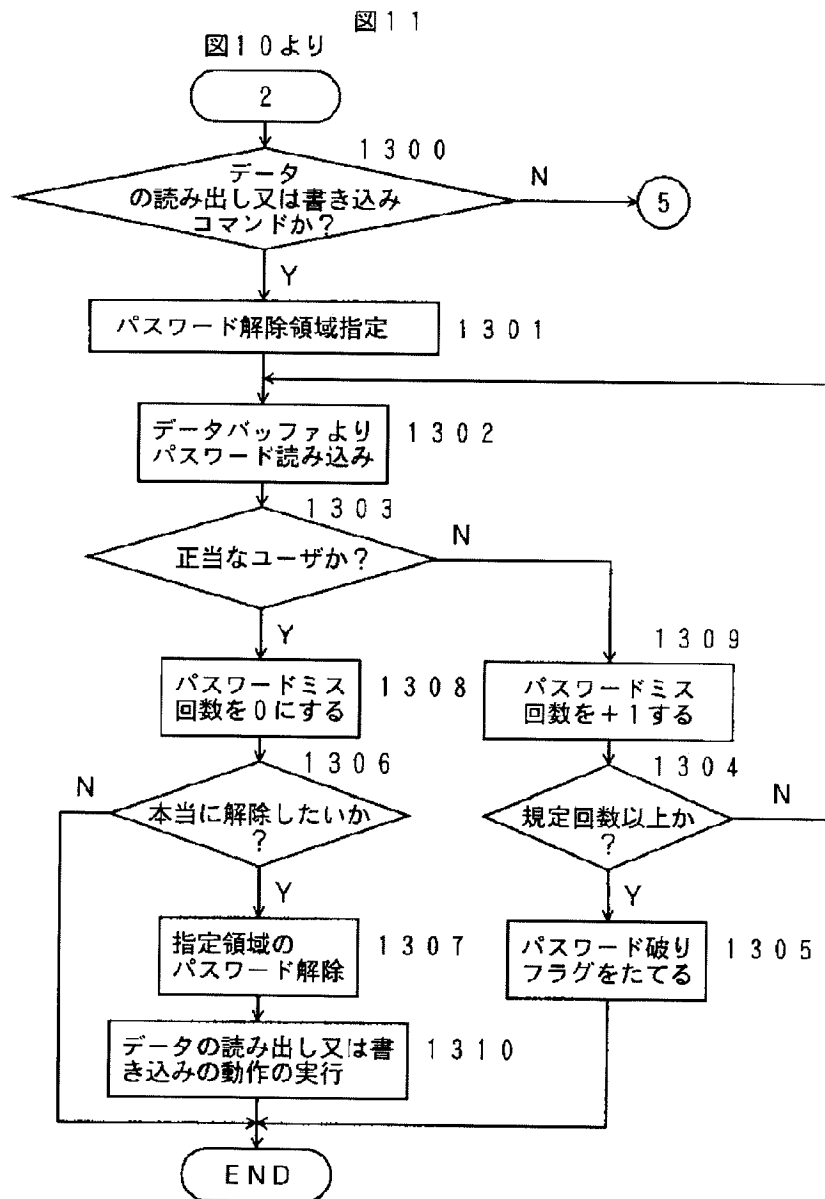 図11
図10より
2
1300
データ
の読み出し又は書き込み
コマンドか?
N
5
Y
パスワード解除領域指定
1301
データバッファより
パスワード読み込み
1302
1303
正当なユーザか?
N
Y
1309
パスワードミス
回数を0にする
1308
パスワードミス
回数を+1する
1306
N
本当に解除したいか
?
Y
1304
規定回数以上か
?
N
Y
指定領域の
パスワード解除
1307
パスワード破り
フラグをたてる
1305
データの読み出し又は書
き込みの動作の実行
1310
END